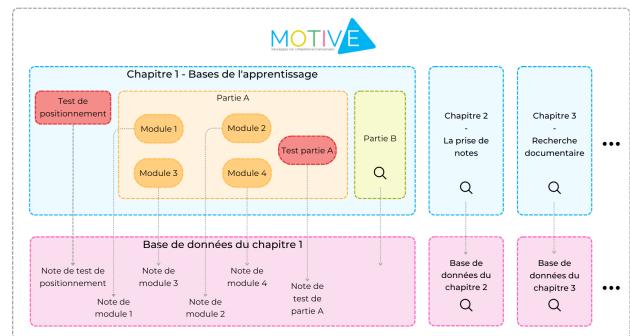 MOTIVE
Chapitre 1 - Bases de l'apprentissage
Test de
positionnement
Partie A
Module 1
Module 2
Test partie A
Module 3
Module 4
Partie B
Chapitre 2
-
La prise de
notes
Chapitre 3
-
Recherche
documentaire
•••
Base de données du chapitre 1
Note de test de
positionnement
Note de
module 1
Note de
module 3
Note de
module 2
Note de
module 4
Note de
test de
partie A
Base de
données du
chapitre 2
Base de
données du
chapitre 3
•••